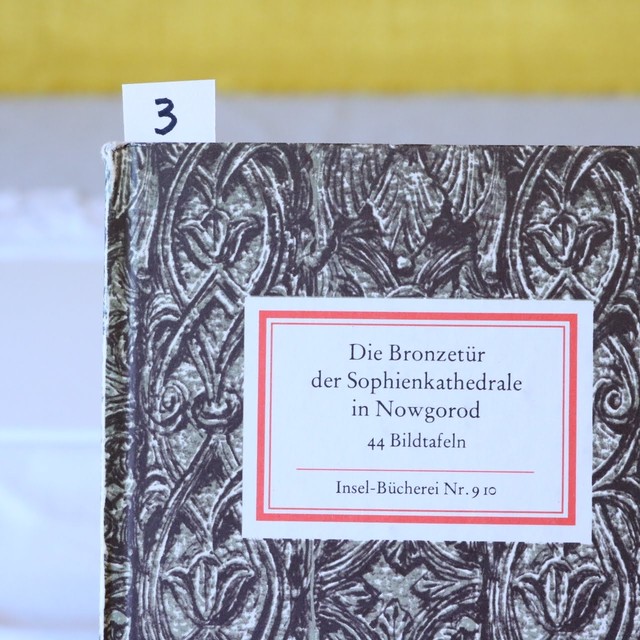 3
Die Bronzetür
der Sophienkathedrale
in Nowgorod
44 Bildtafeln
Insel-Bücherei Nr. 910